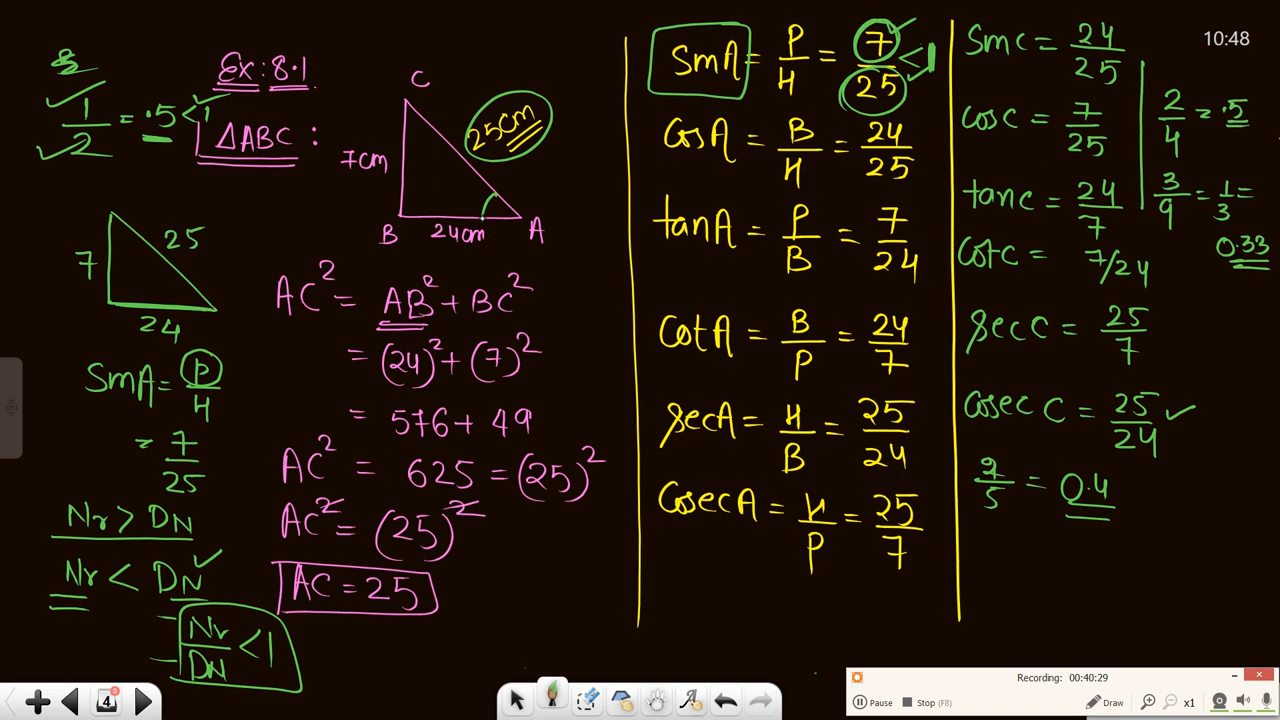 Ex: 8.1
1/2 = .5 < 1
ΔABC :
C
25cm
7cm
B 24cm A
7 25
24
SinA = P/H
= 7/25
Nr > DN
Nr < DN
Nr/DN < 1
AC² = AB² + BC²
= (24)² + (7)²
= 576 + 49
AC² = 625 = (25)²
AC² = (25)²
AC = 25
SinA = P/H = 7/25 < 1
CosA = B/H = 24/25
tanA = P/B = 7/24
CotA = B/P = 24/7
SecA = H/B = 25/24
CosecA = H/P = 25/7
Sinc = 24/25
cosc = 7/25
tanc = 24/7
cotc = 7/24
sec c = 25/7
cosec c = 25/24
2/5 = 0.4
2/4 = .5
3/9 = 1/3 =
0.33
10:48
4
8
Recording: 00:40:29
Pause Stop (F8) Draw x1